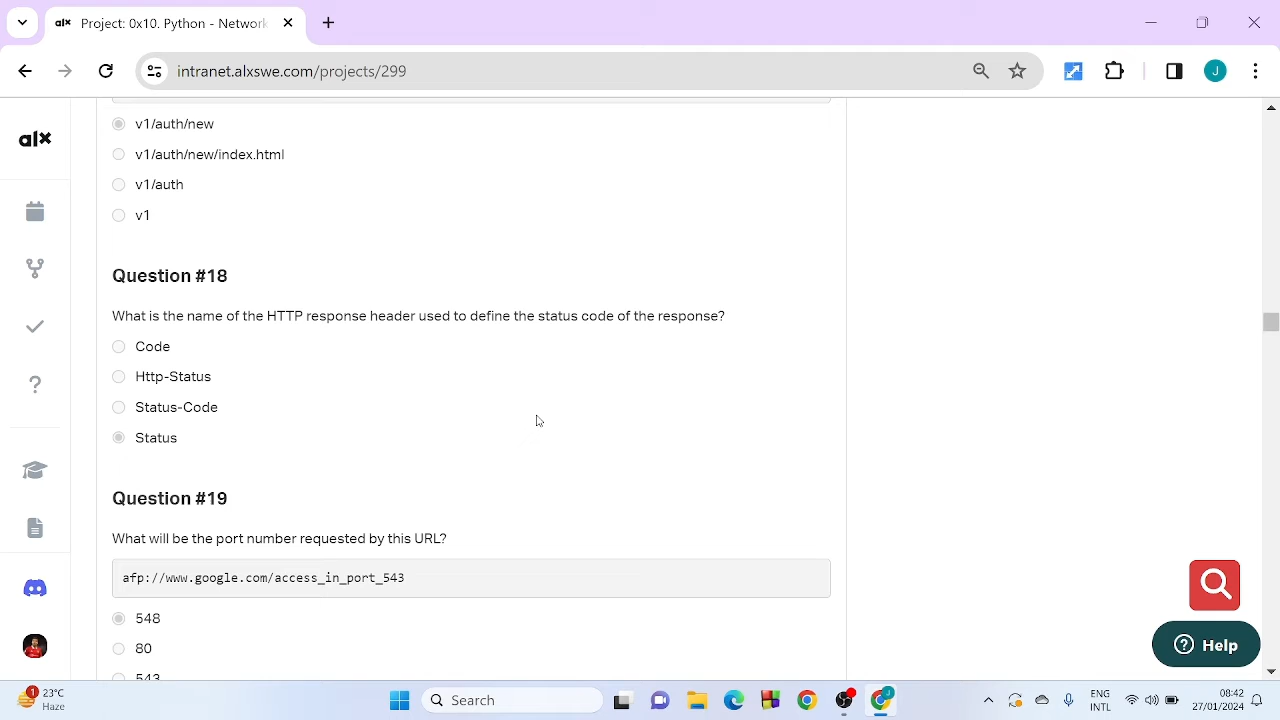 alx Project: 0x10. Python - Network
intranet.alxswe.com/projects/299
J
alx
v1/auth/new
v1/auth/new/index.html
v1/auth
v1
Question #18
What is the name of the HTTP response header used to define the status code of the response?
Code
Http-Status
Status-Code
Status
Question #19
What will be the port number requested by this URL?
afp://www.google.com/access_in_port_543
548
80
543
Help
1
23°C
Haze
Search
J
ENG
INTL
08:42
27/01/2024